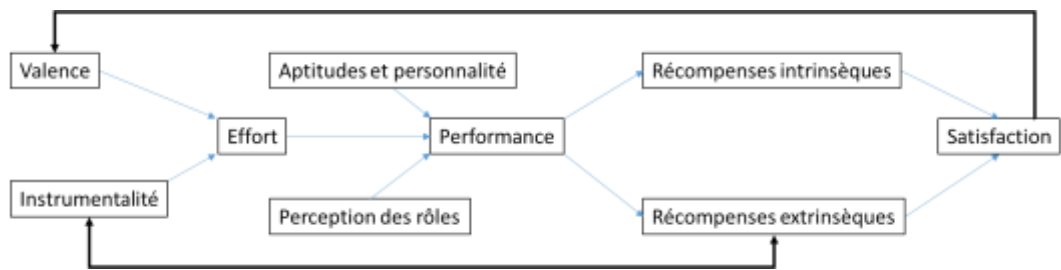 Valence
Aptitudes et personnalité
Récompenses intrinsèques
Effort
Performance
Satisfaction
Instrumentalité
Perception des rôles
Récompenses extrinsèques